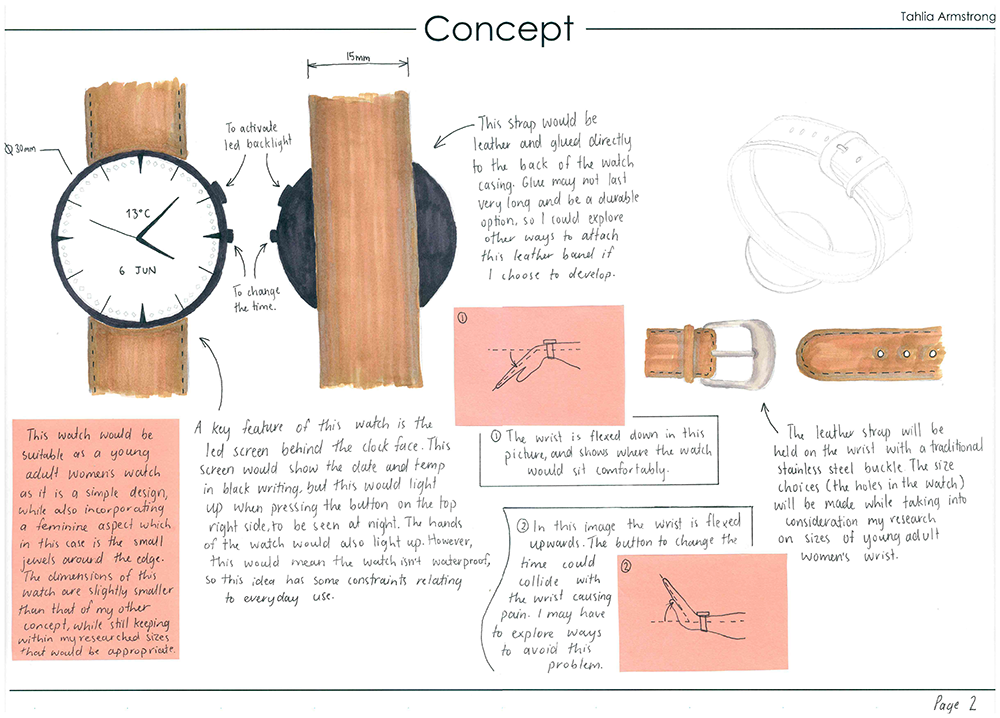 Tahlia Armstrong
Concept
15mm
Ø 30mm
To activate
led backlight
13°C
6 JUN
To change
the time.
This strap would be
leather and glued directly
to the back of the watch
casing. Glue may not last
very long and be a durable
option, so I could explore
other ways to attach
this leather band if
I choose to develop.
①
① The wrist is flexed down in this
picture, and shows where the watch
would sit comfortably.
This watch would be
suitable as a young
adult women's watch
as it is a simple design,
while also incorporating
a feminine aspect which
in this case is the small
jewels around the edge.
The dimensions of this
watch are slightly smaller
than that of my other
concept, while still keeping
within my researched sizes
that would be appropriate.
A key feature of this watch is the
led screen behind the clock face. This
screen would show the date and temp
in black writing, but this would light
up when pressing the button on the top
right side, to be seen at night. The hands
of the watch would also light up. However,
this would mean the watch isn't waterproof,
so this idea has some constraints relating
to everyday use.
② In this image the wrist is flexed
upwards. The button to change the
time could
collide with
the wrist causing
pain. I may have
to explore ways
to avoid this
problem.
②
The leather strap will be
held on the wrist with a traditional
stainless steel buckle. The size
choices (the holes in the watch)
will be made while taking into
consideration my research
on sizes of young adult
women's wrist.
Page 2